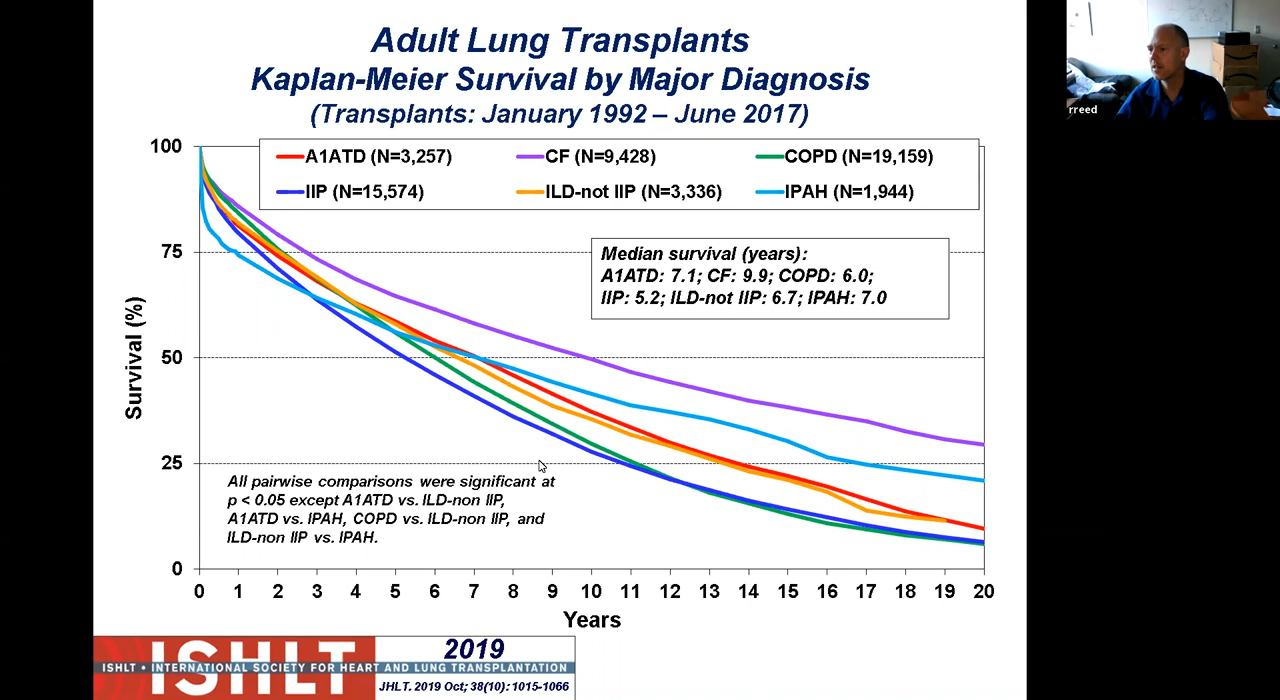 Adult Lung Transplants
Kaplan-Meier Survival by Major Diagnosis
(Transplants: January 1992 – June 2017)
rreed
A1ATD (N=3,257) CF (N=9,428) COPD (N=19,159)
IIP (N=15,574) ILD-not IIP (N=3,336) IPAH (N=1,944)
Median survival (years):
A1ATD: 7.1; CF: 9.9; COPD: 6.0;
IIP: 5.2; ILD-not IIP: 6.7; IPAH: 7.0
Survival (%)
100
75
50
25
0
All pairwise comparisons were significant at
p < 0.05 except A1ATD vs. ILD-non IIP,
A1ATD vs. IPAH, COPD vs. ILD-non IIP, and
ILD-non IIP vs. IPAH.
0 1 2 3 4 5 6 7 8 9 10 11 12 13 14 15 16 17 18 19 20
Years
ISHLT
ISHLT • INTERNATIONAL SOCIETY FOR HEART AND LUNG TRANSPLANTATION
2019
JHLT. 2019 Oct; 38(10): 1015-1066